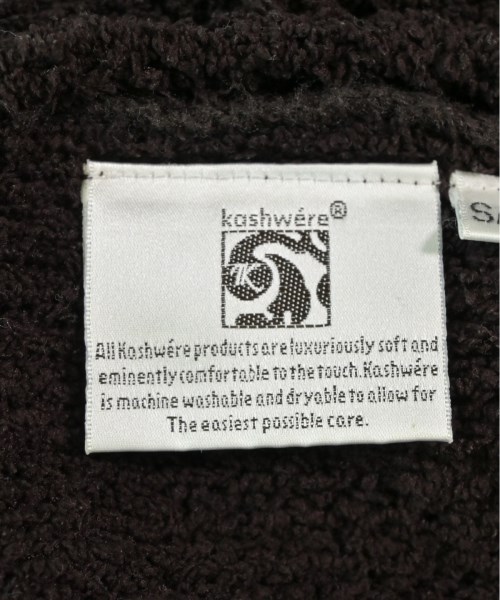 kashwére®
K
All Kashwére products are luxuriously soft and
eminently comfortable to the touch. Kashwére
is machine washable and dryable to allow for
The easiest possible care.
S